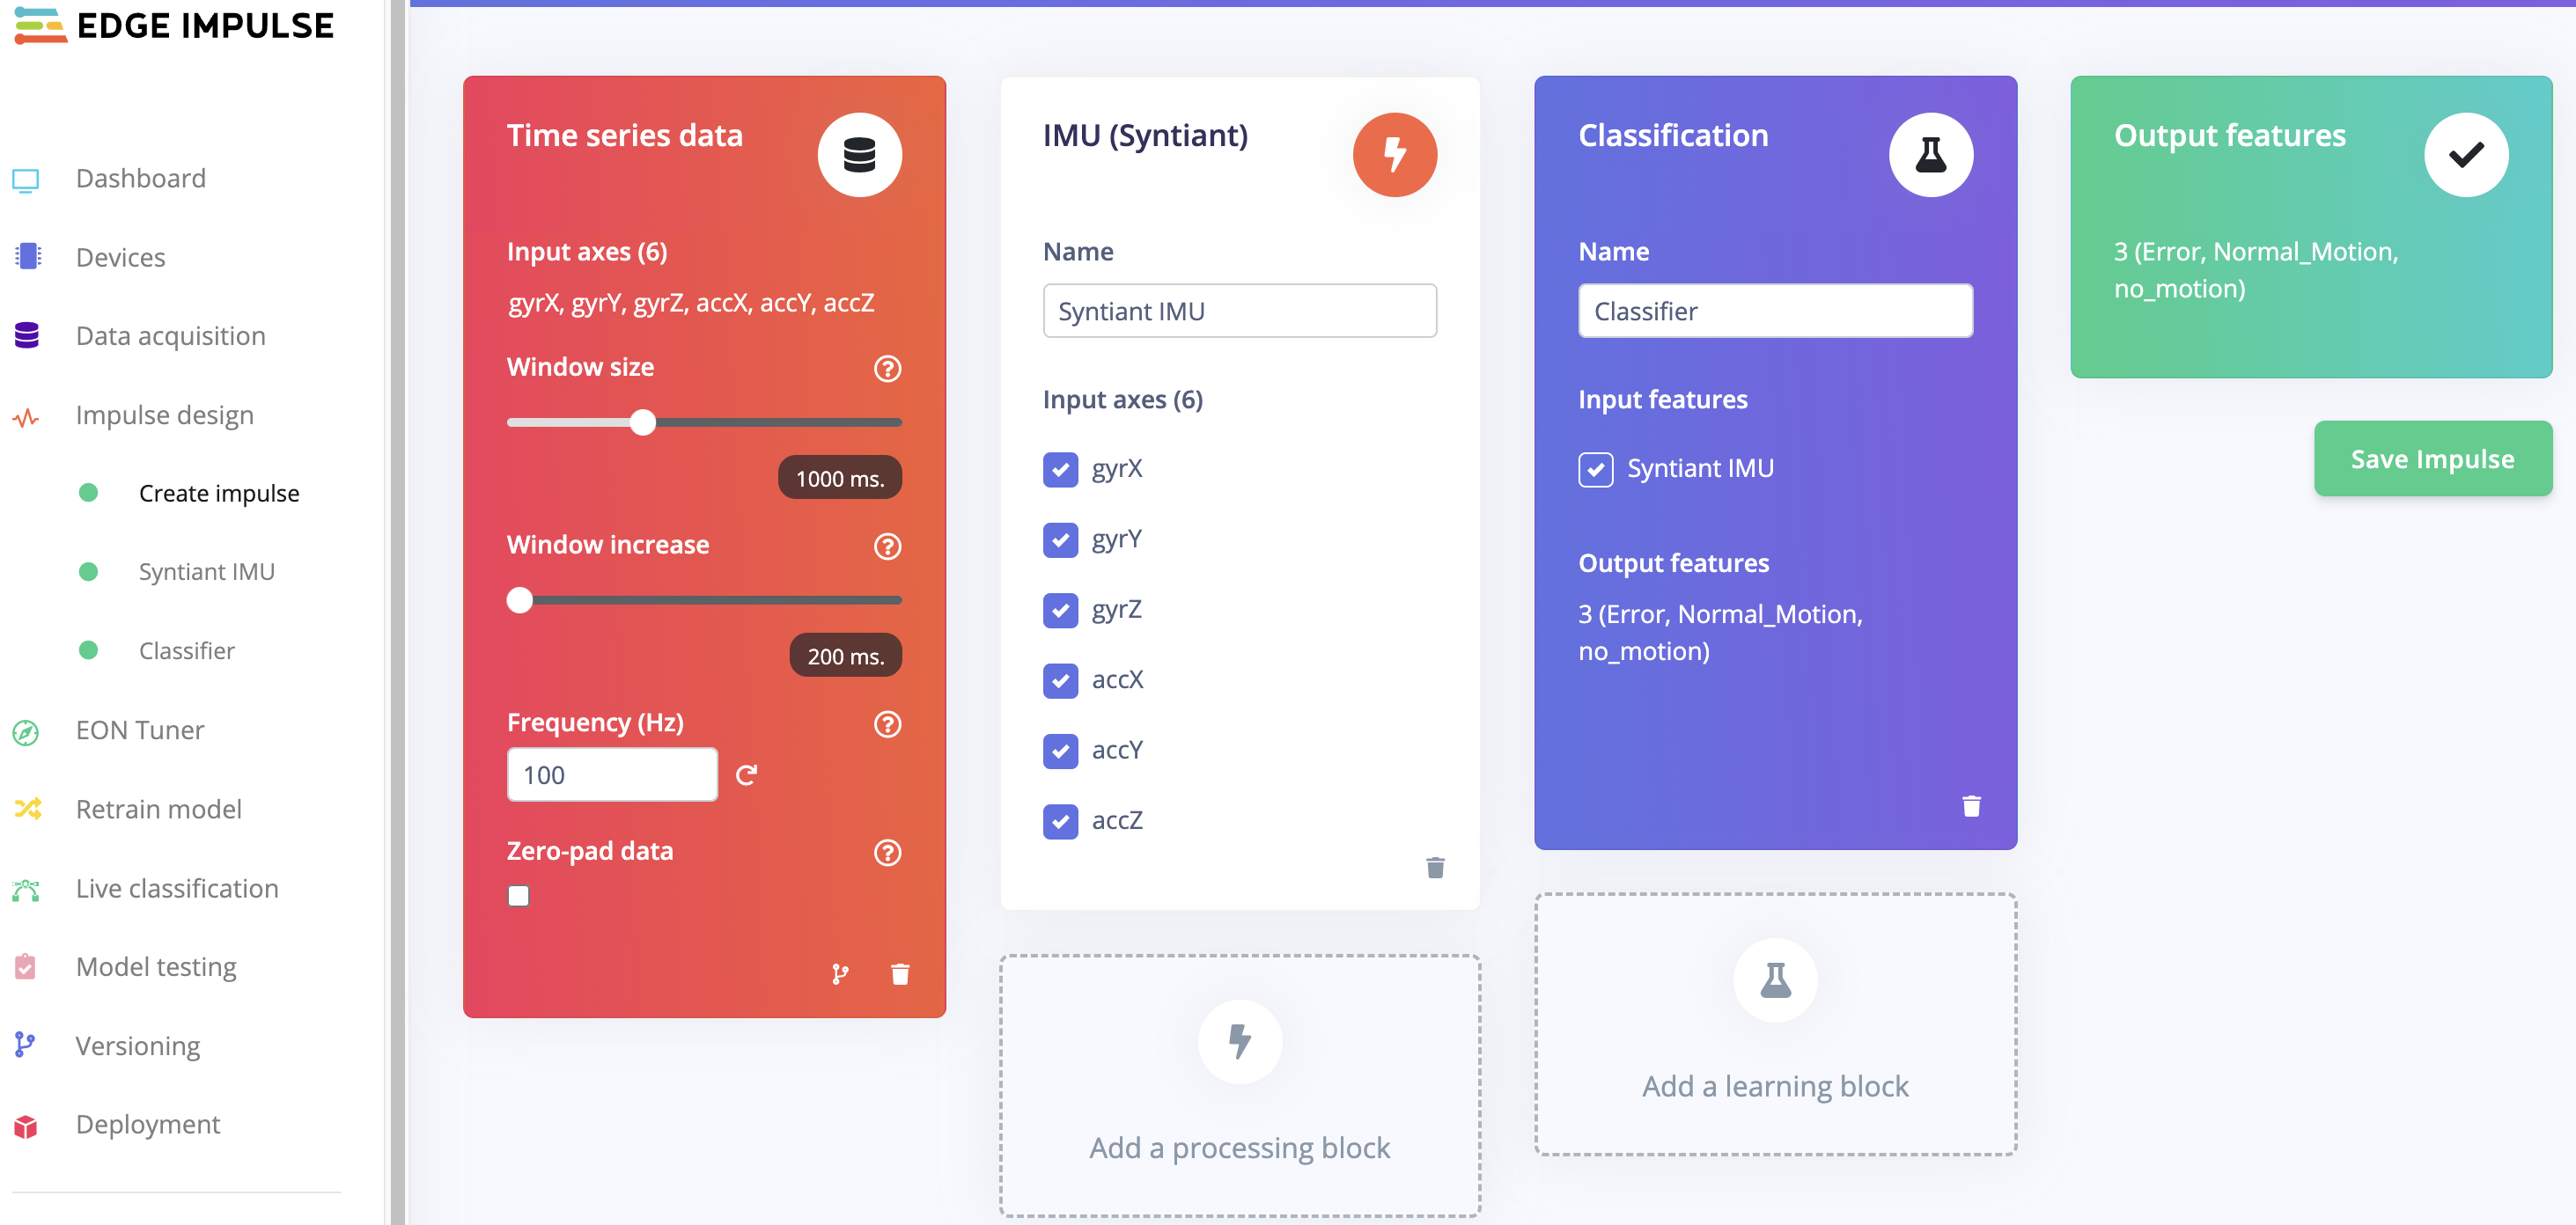 EDGE IMPULSE
Dashboard
Devices
Data acquisition
Impulse design
Create impulse
Syntiant IMU
Classifier
EON Tuner
Retrain model
Live classification
Model testing
Versioning
Deployment
Time series data
Input axes (6)
gyrX, gyrY, gyrZ, accX, accY, accZ
Window size
?
1000 ms.
Window increase
?
200 ms.
Frequency (Hz)
?
100
Zero-pad data
?
IMU (Syntiant)
Name
Syntiant IMU
Input axes (6)
gyrX
gyrY
gyrZ
accX
accY
accZ
Add a processing block
Classification
Name
Classifier
Input features
Syntiant IMU
Output features
3 (Error, Normal_Motion,
no_motion)
Add a learning block
Output features
3 (Error, Normal_Motion,
no_motion)
Save Impulse